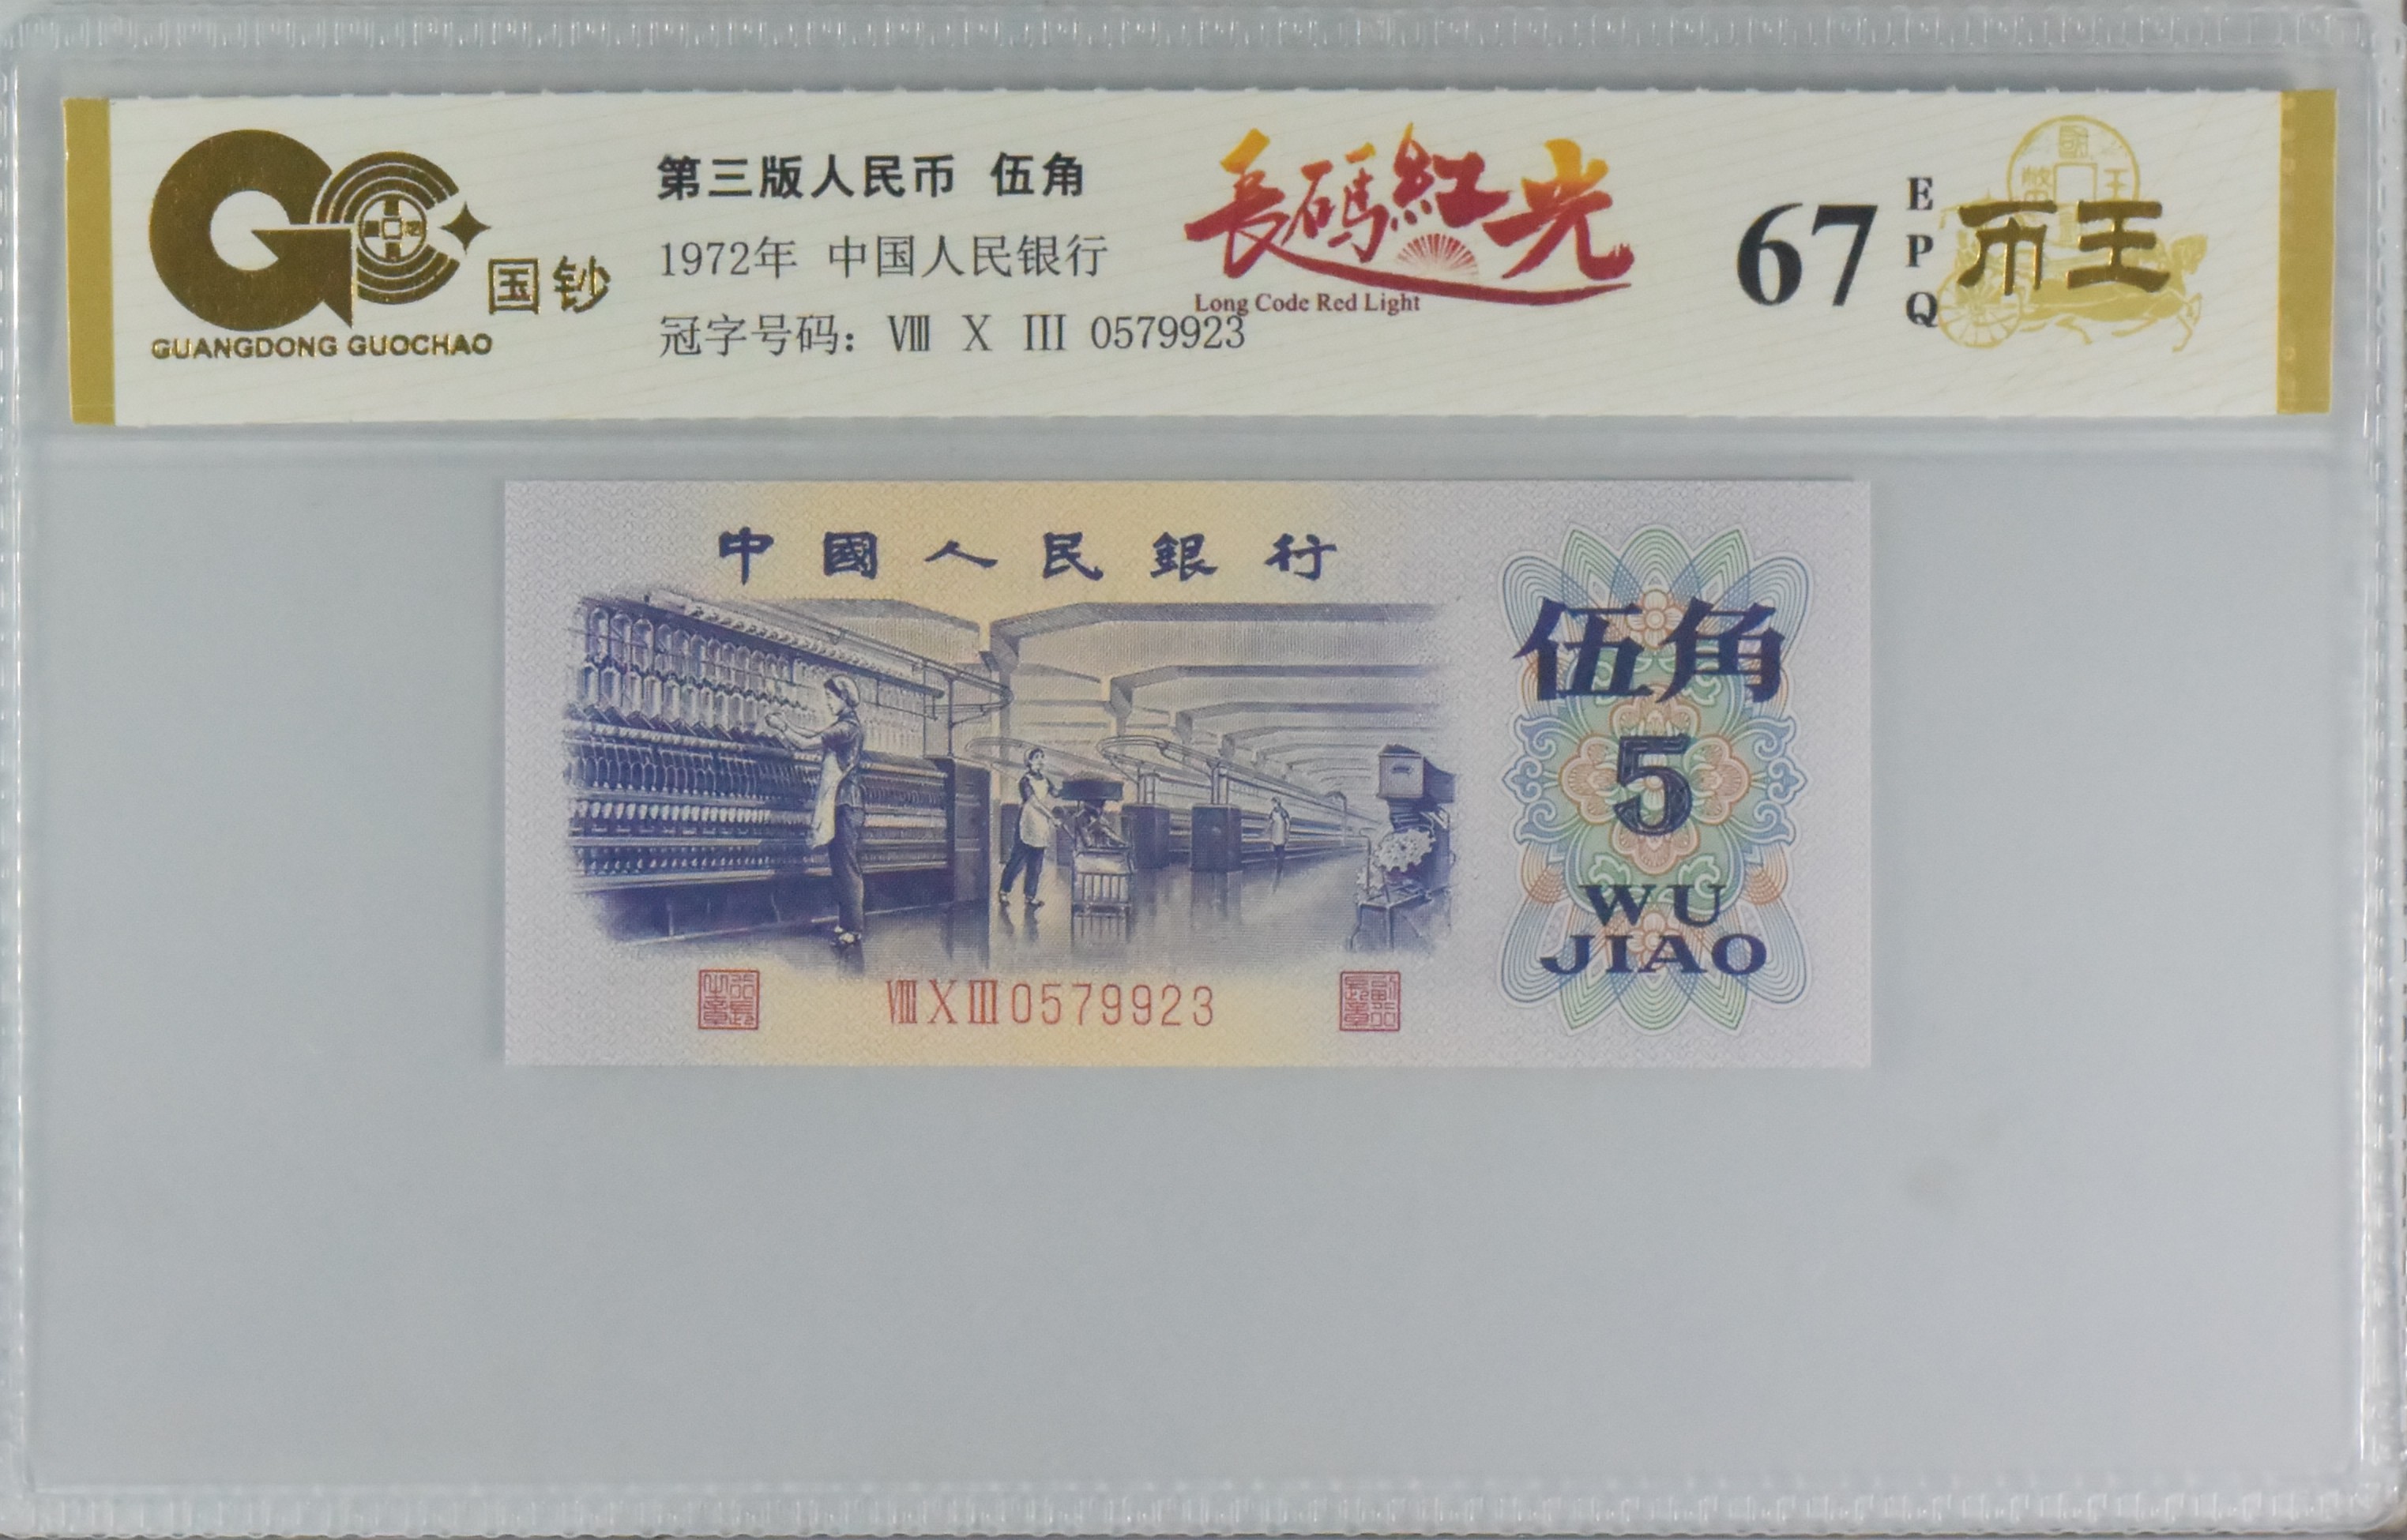 GC
国钞
GUANGDONG GUOCHAO
第三版人民币 伍角
1972年 中国人民银行
冠字号码：Ⅷ Ⅹ Ⅲ 0579923
長碼紅光
Long Code Red Light
67
EPQ
币王
中國人民銀行
伍角
5
WU
JIAO
ⅧⅩⅢ0579923